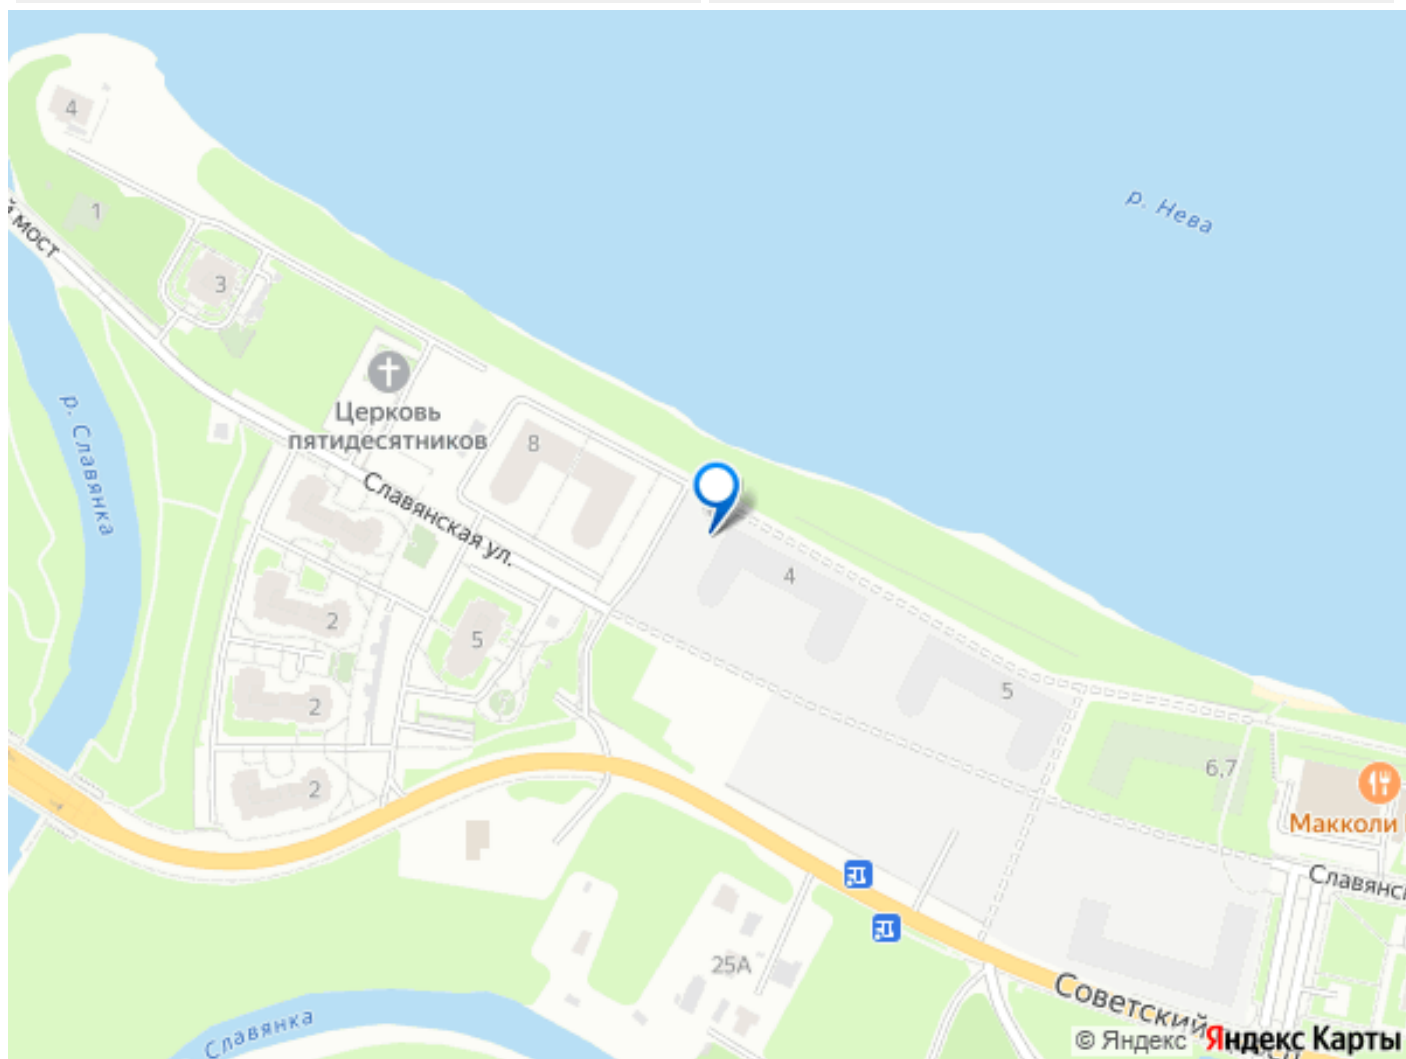 4
р. Нева
1
й мост
3
Церковь
пятидесятников
8
р. Славянка
Славянская ул.
4
2
5
5
2
6,7
2
Макколи
Славянс
25А
Советский
Славянка
© Яндекс Яндекс Карты